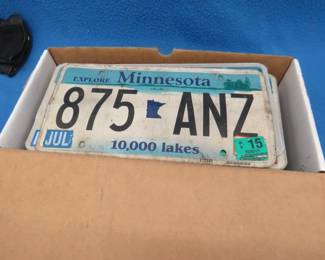 EXPLORE Minnesota
875 ANZ
JUL
15
10,000 lakes